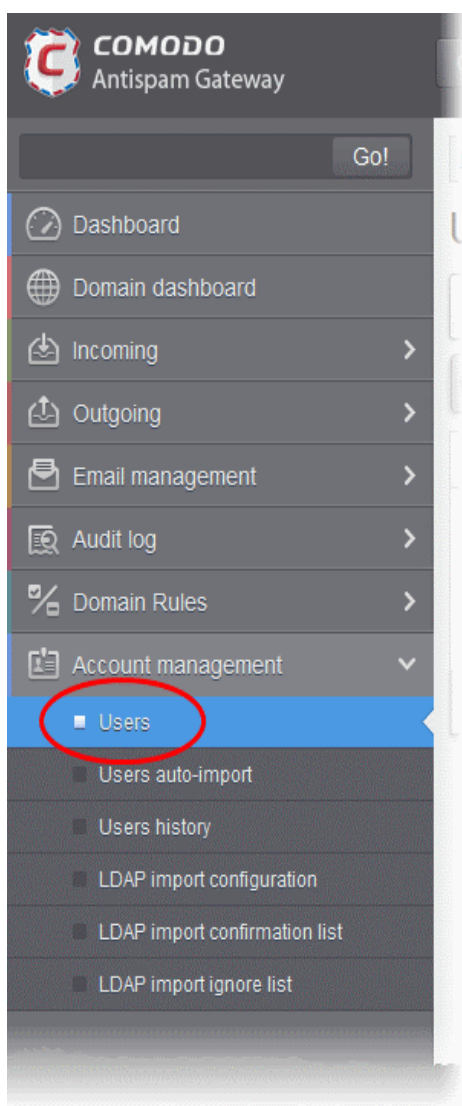 COMODO
Antispam Gateway
Go!
Dashboard
Domain dashboard
Incoming
Outgoing
Email management
Audit log
Domain Rules
Account management
Users
Users auto-import
Users history
LDAP import configuration
LDAP import confirmation list
LDAP import ignore list